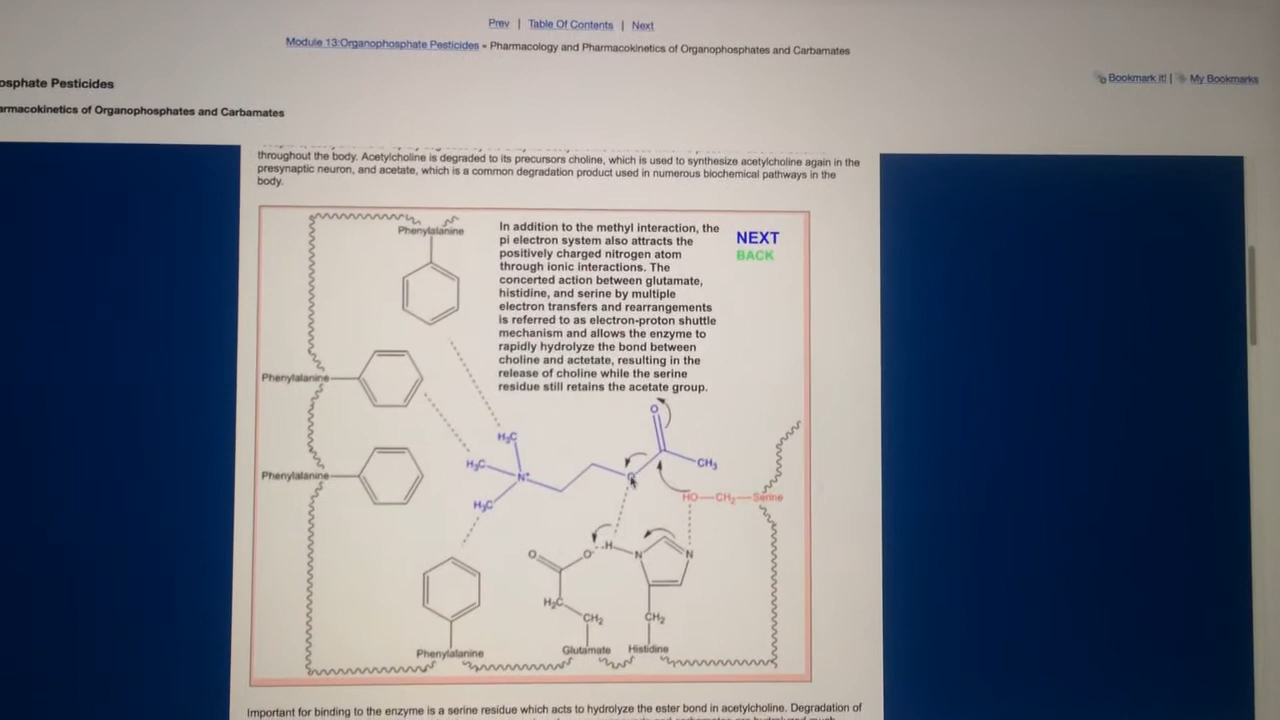 Prev | Table Of Contents | Next
Module 13:Organophosphate Pesticides - Pharmacology and Pharmacokinetics of Organophosphates and Carbamates
osphate Pesticides
Bookmark it! | My Bookmarks
armacokinetics of Organophosphates and Carbamates
throughout the body. Acetylcholine is degraded to its precursors choline, which is used to synthesize acetylcholine again in the
presynaptic neuron, and acetate, which is a common degradation product used in numerous biochemical pathways in the
body.
Phenylalanine
In addition to the methyl interaction, the
pi electron system also attracts the
positively charged nitrogen atom
through ionic interactions. The
concerted action between glutamate,
histidine, and serine by multiple
electron transfers and rearrangements
is referred to as electron-proton shuttle
mechanism and allows the enzyme to
rapidly hydrolyze the bond between
choline and actetate, resulting in the
release of choline while the serine
residue still retains the acetate group.
NEXT
BACK
Phenylalanine
O
H₃C
H₃C
CH₃
Phenylalanine
N⁺
HO—CH₂—Serine
H₃C
H
O
O
N
N
H₂C
CH₂
CH₂
Phenylalanine
Glutamate
Histidine
Important for binding to the enzyme is a serine residue which acts to hydrolyze the ester bond in acetylcholine. Degradation of